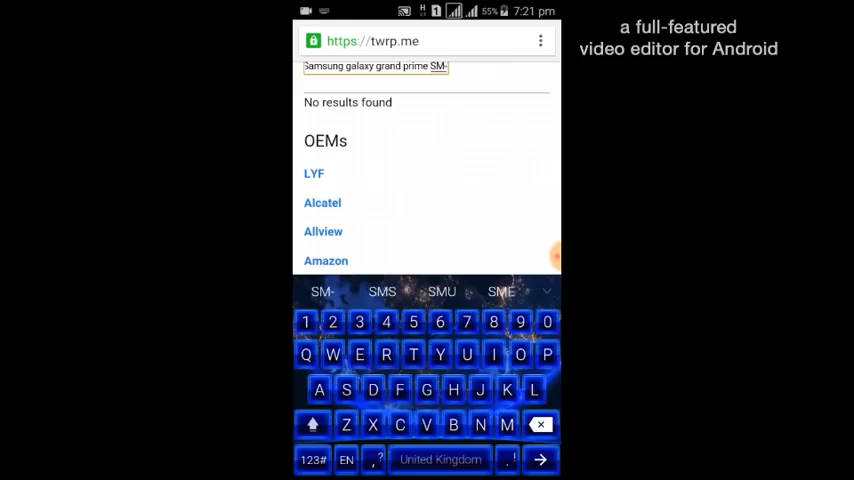 a full-featured
video editor for Android
H 1 55% 7:21 pm
https://twrp.me
Samsung galaxy grand prime SM-
No results found
OEMs
LYF
Alcatel
Allview
Amazon
SM- SMS SMU SME
1 2 3 4 5 6 7 8 9 0
Q W E R T Y U I O P
A S D F G H J K L
Z X C V B N M
123# EN ,? United Kingdom .!